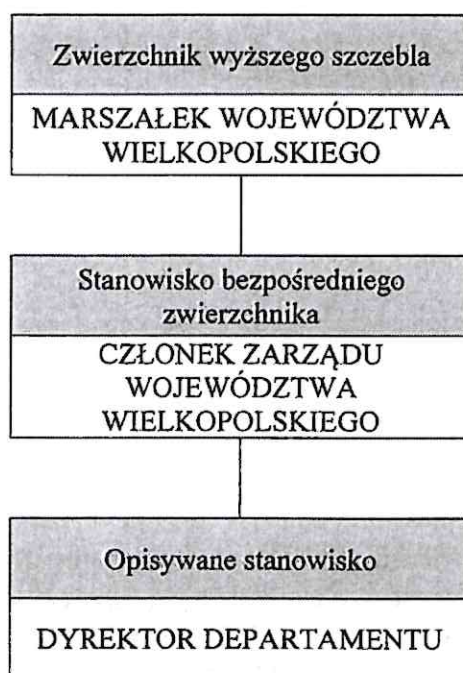 Zwierzchnik wyższego szczebla
MARSZAŁEK WOJEWÓDZTWA
WIELKOPOLSKIEGO
Stanowisko bezpośredniego
zwierzchnika
CZŁONEK ZARZĄDU
WOJEWÓDZTWA
WIELKOPOLSKIEGO
Opisywane stanowisko
DYREKTOR DEPARTAMENTU